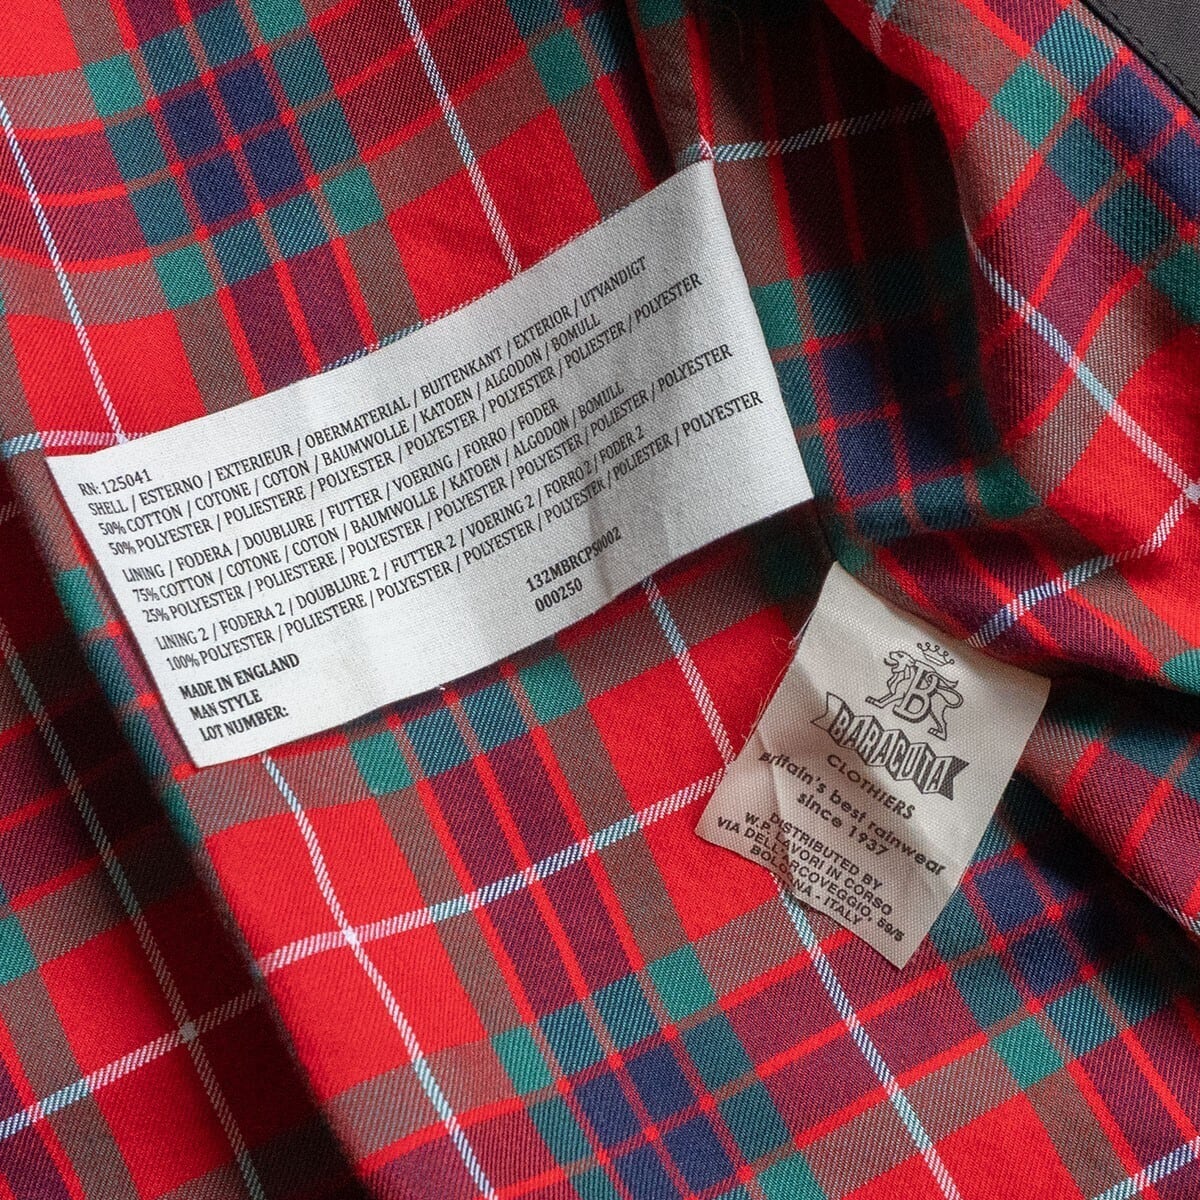 RN: 125041
SHELL / ESTERNO / EXTERIEUR / OBERMATERIAL / BUITENKANT / EXTERIOR / UTVANDIGT
50% COTTON / COTONE / COTON / BAUMWOLLE / KATOEN / ALGODON / BOMULL
50% POLYESTER / POLIESTERE / POLYESTER / POLYESTER / POLYESTER / POLIESTER / POLYESTER
LINING / FODERA / DOUBLURE / FUTTER / VOERING / FORRO / FODER
75% COTTON / COTONE / COTON / BAUMWOLLE / KATOEN / ALGODON / BOMULL
25% POLYESTER / POLIESTERE / POLYESTER / POLYESTER / POLYESTER / POLIESTER / POLYESTER
LINING 2 / FODERA 2 / DOUBLURE 2 / FUTTER 2 / VOERING 2 / FORRO 2 / FODER 2
100% POLYESTER / POLIESTERE / POLYESTER / POLYESTER / POLYESTER / POLIESTER / POLYESTER
MADE IN ENGLAND
MAN STYLE
LOT NUMBER:
132MBRCPS0002
000250
B
BARACUTA
CLOTHIERS
Britain's best rainwear
since 1937
DISTRIBUTED BY
W.P. LAVORI IN CORSO
VIA DELL'ARCOVEGGIO, 59/5
BOLOGNA - ITALY